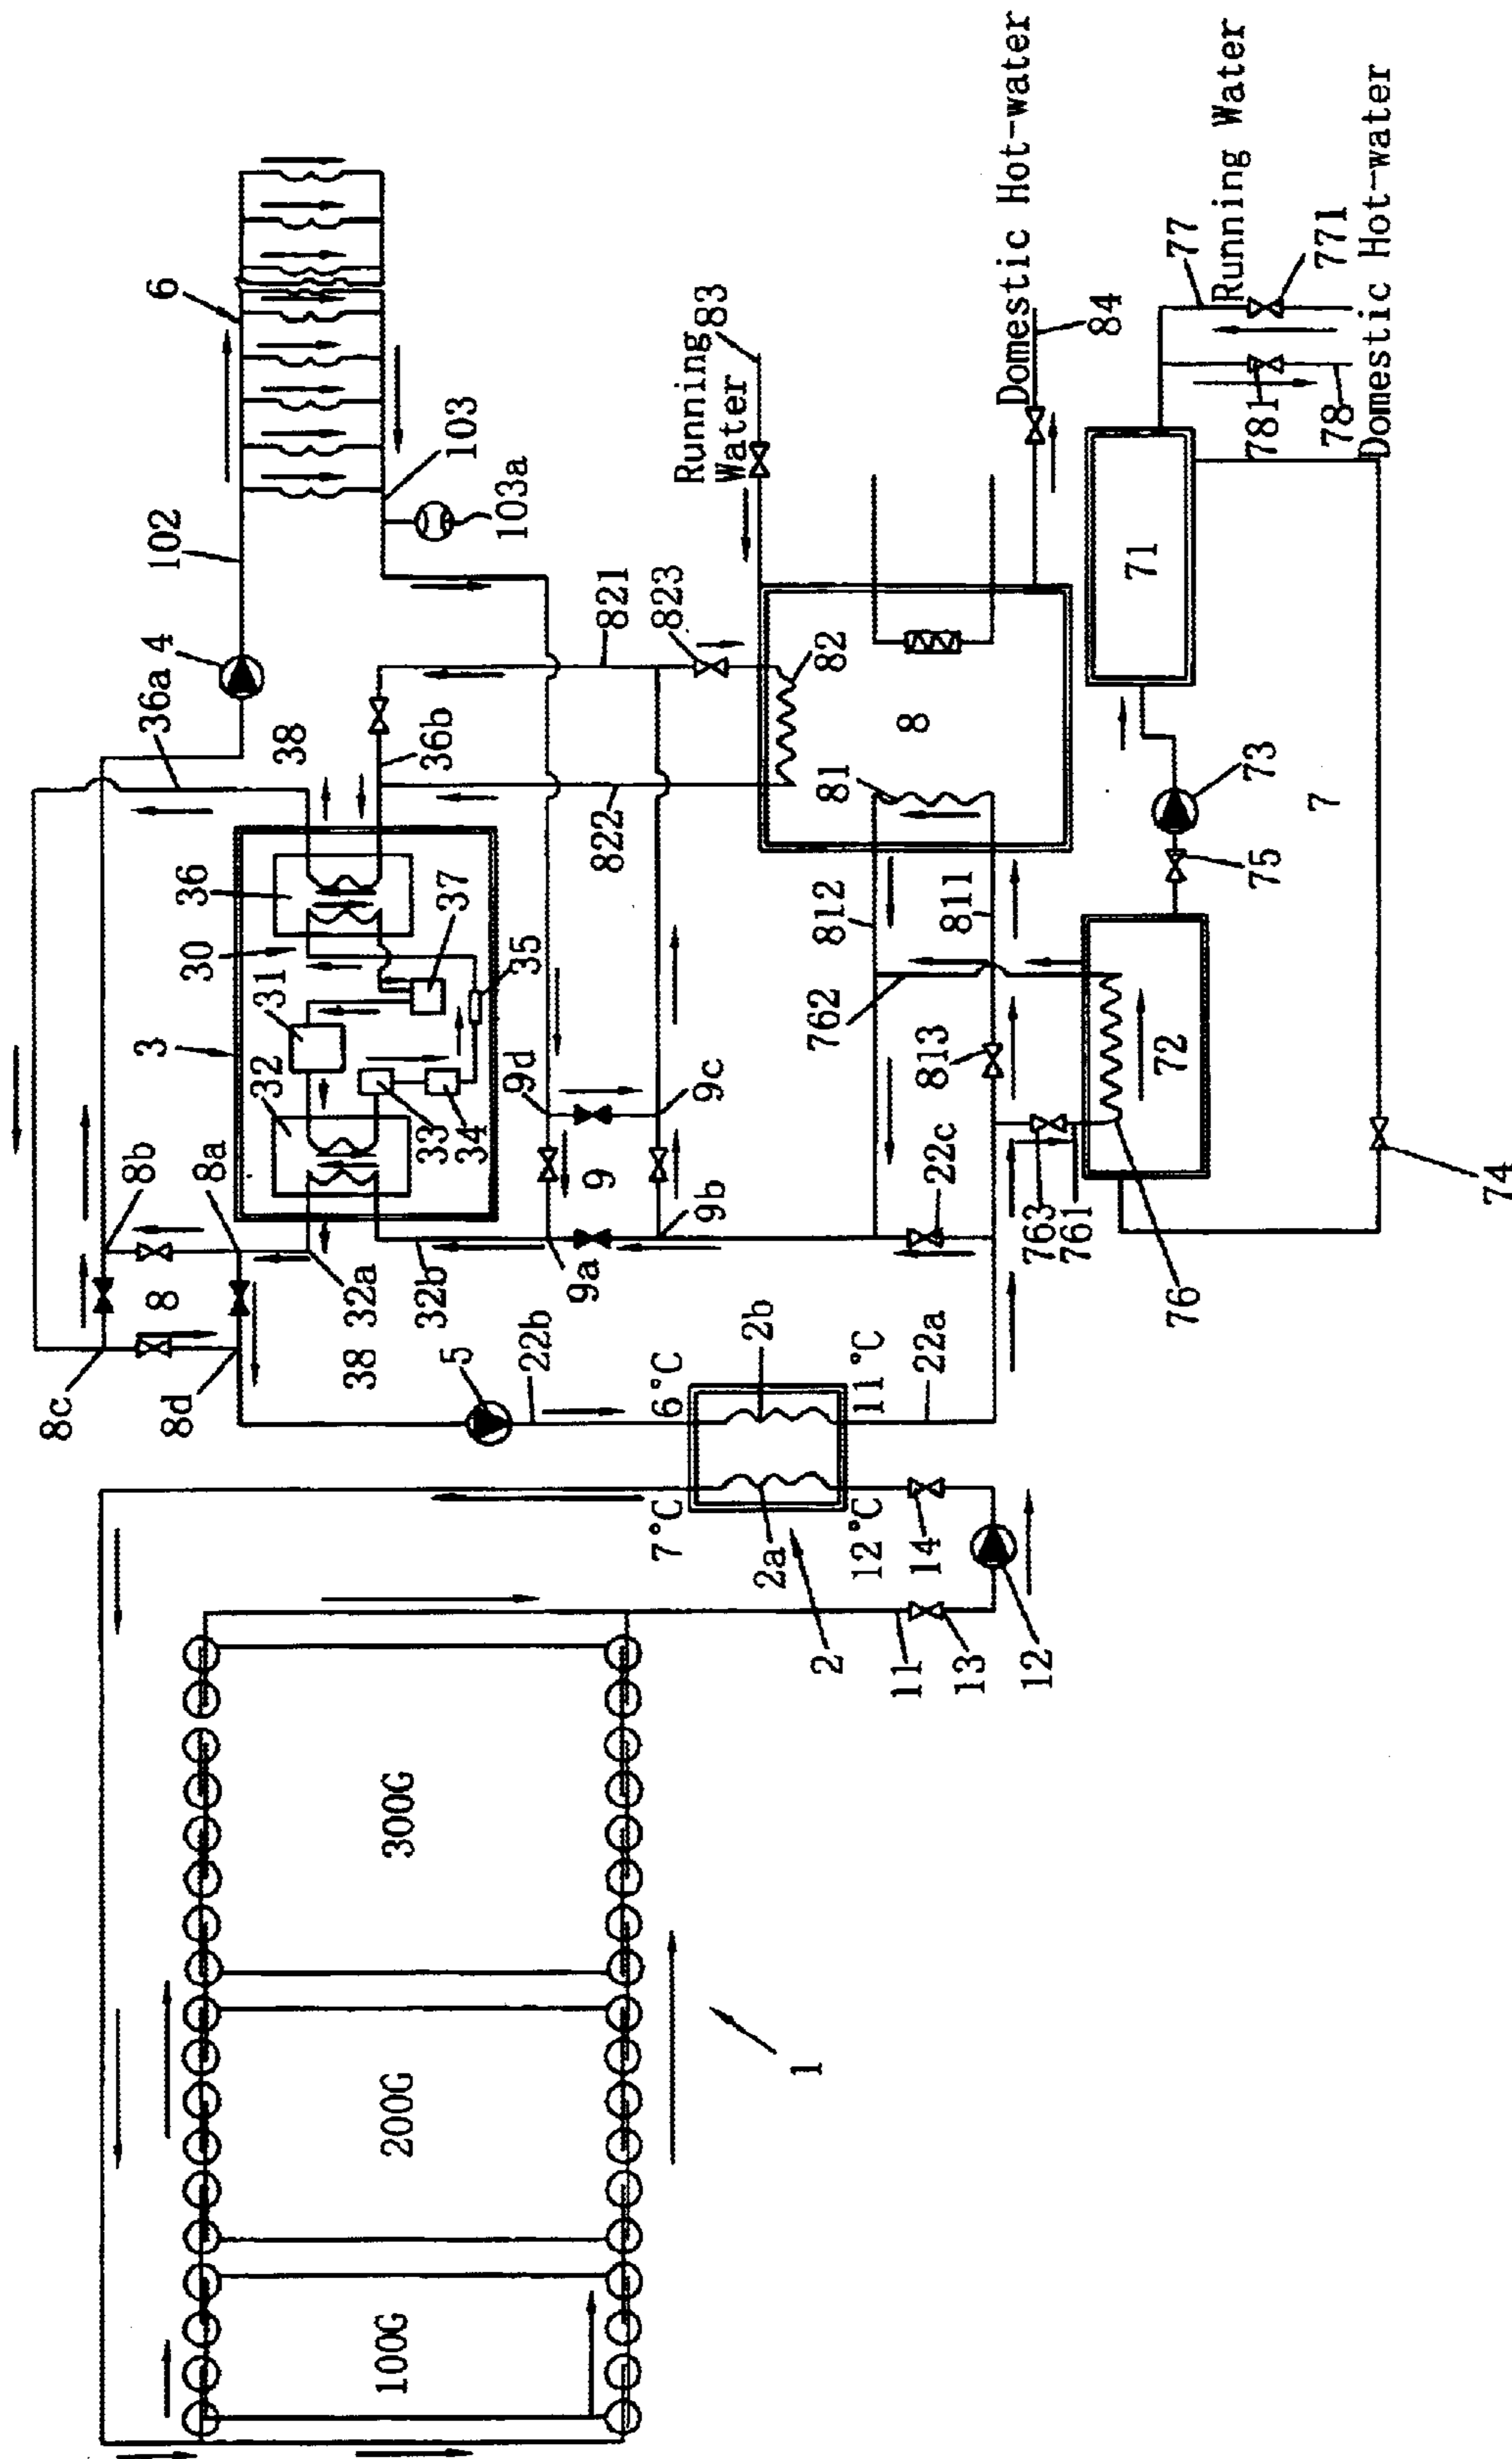 6
102
103
103a
4
36a
38
36b
36
30
31
37
35
3
32
33
34
8b
8a
8c
8
8d
32a
32b
38
9d
9c
9
9a
9b
821
823
822
Running
Water
83
Domestic Hot-water
84
82
8
81
812
811
762
813
22c
763
761
76
77
Running Water
771
781
78
Domestic Hot-water
71
73
75
7
72
74
5
22b
6°C
2b
11°C
22a
7°C
2a
12°C
14
2
11
13
12
300G
200G
100G
1